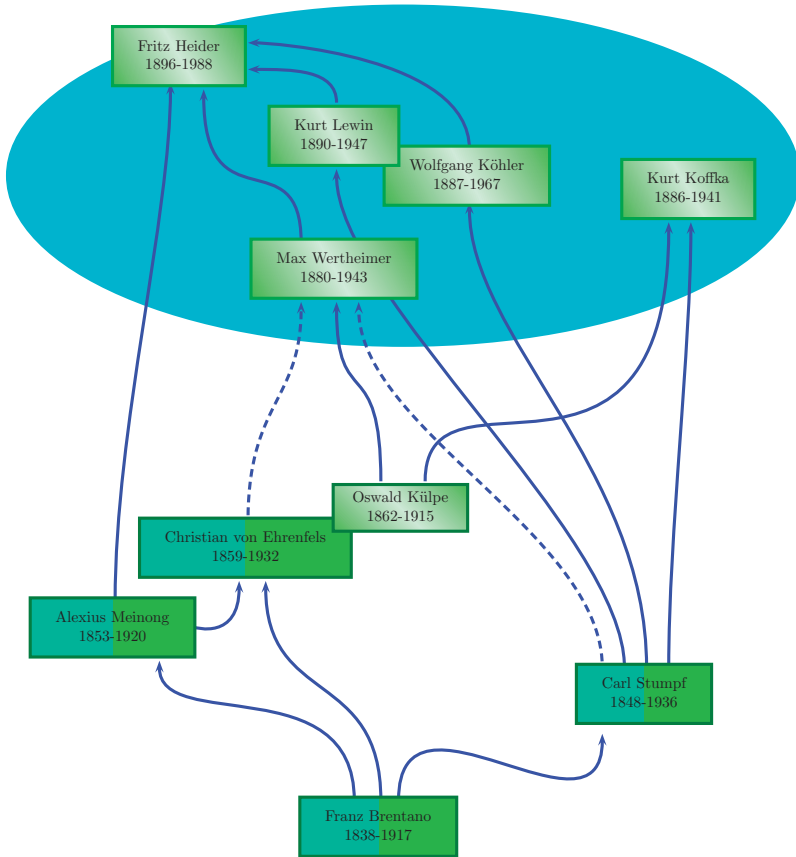 Fritz Heider
1896-1988
Kurt Lewin
1890-1947
Wolfgang Köhler
1887-1967
Kurt Koffka
1886-1941
Max Wertheimer
1880-1943
Oswald Külpe
1862-1915
Christian von Ehrenfels
1859-1932
Alexius Meinong
1853-1920
Carl Stumpf
1848-1936
Franz Brentano
1838-1917